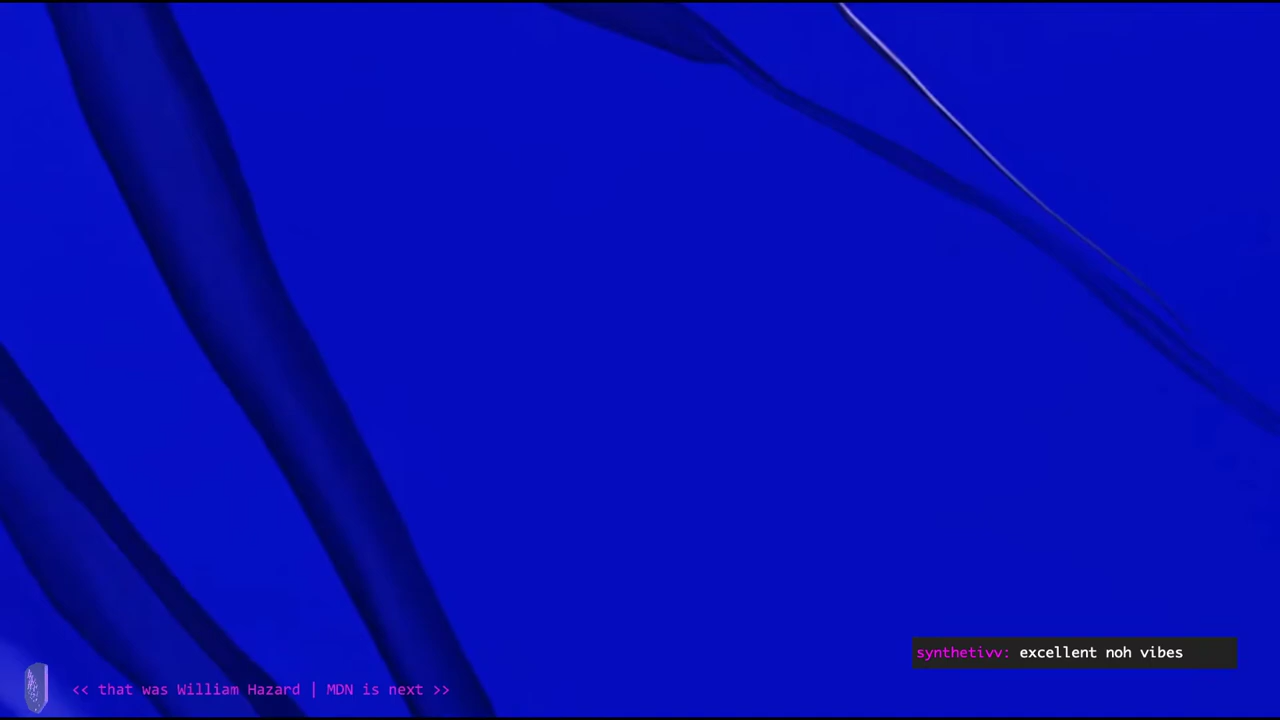 synthetivv: excellent noh vibes
<< that was William Hazard | MDN is next >>